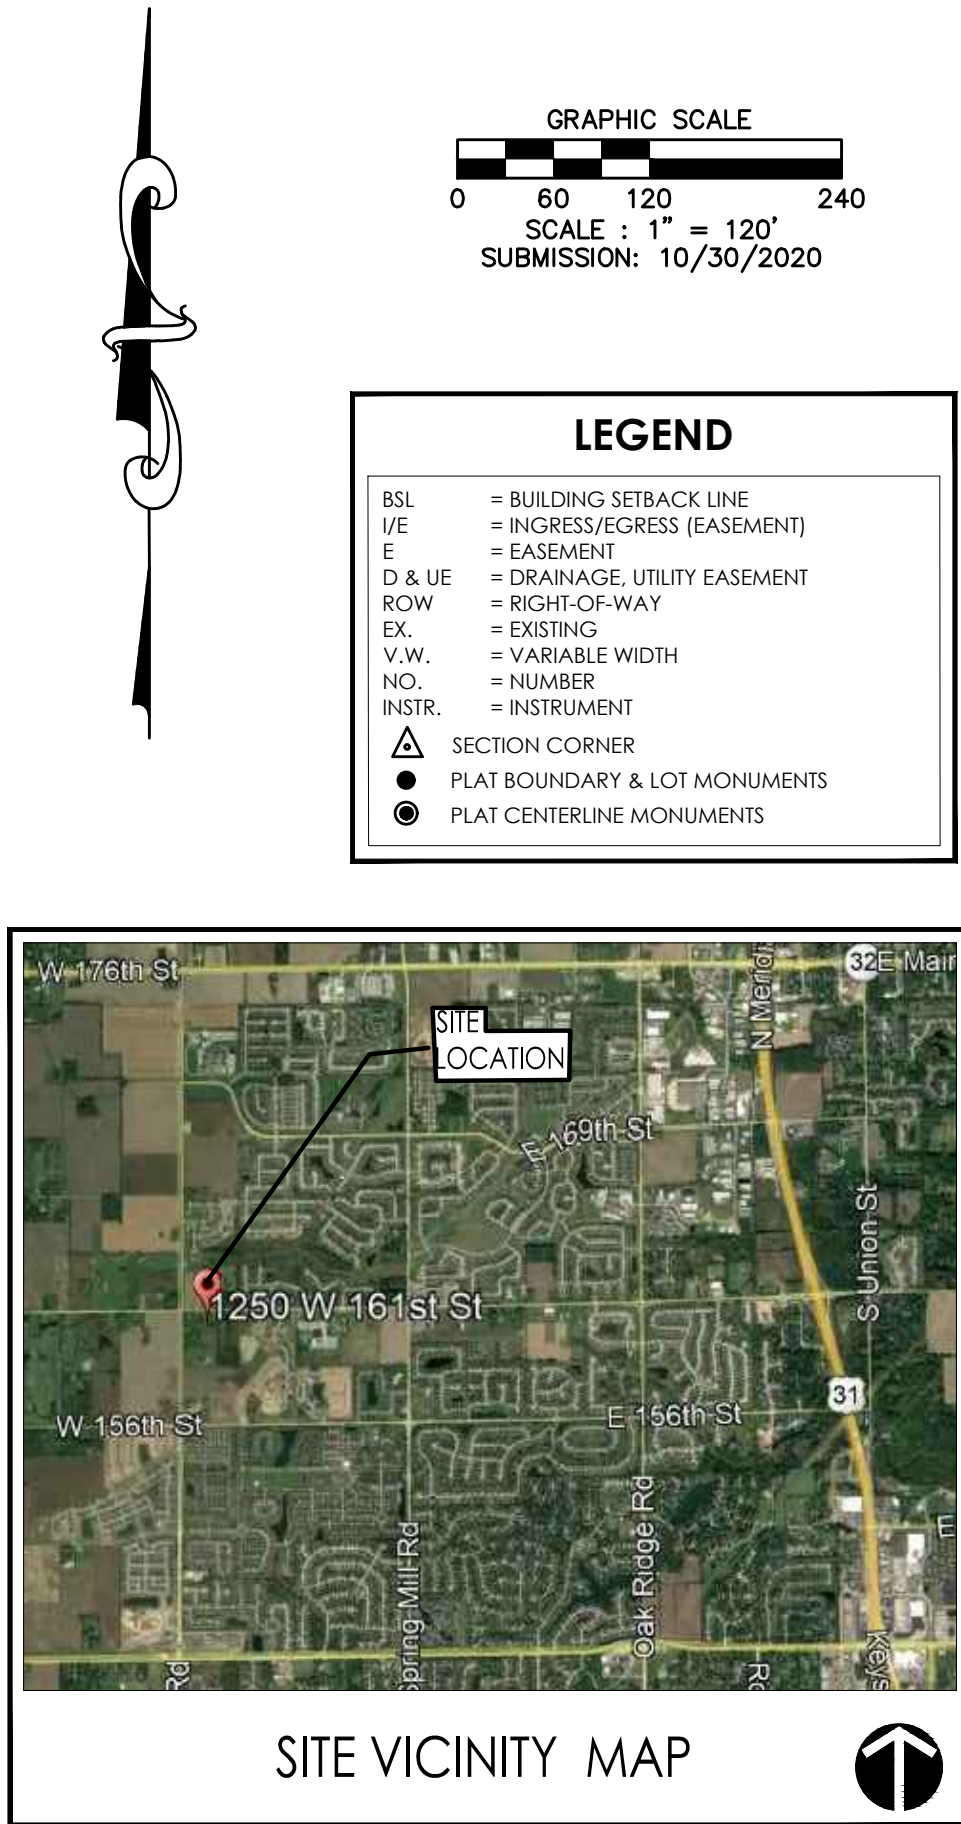 GRAPHIC SCALE
0 60 120 240
SCALE : 1" = 120'
SUBMISSION: 10/30/2020
LEGEND
BSL = BUILDING SETBACK LINE
I/E = INGRESS/EGRESS (EASEMENT)
E = EASEMENT
D & UE = DRAINAGE, UTILITY EASEMENT
ROW = RIGHT-OF-WAY
EX. = EXISTING
V.W. = VARIABLE WIDTH
NO. = NUMBER
INSTR. = INSTRUMENT
SECTION CORNER
PLAT BOUNDARY & LOT MONUMENTS
PLAT CENTERLINE MONUMENTS
W 176th St
32
E Main
N Meridi
SITE
LOCATION
E 169th St
S Union St
1250 W 161st St
31
W 156th St
E 156th St
Spring Mill Rd
Oak Ridge Rd
E
Rd
Ro
Keys
SITE VICINITY MAP